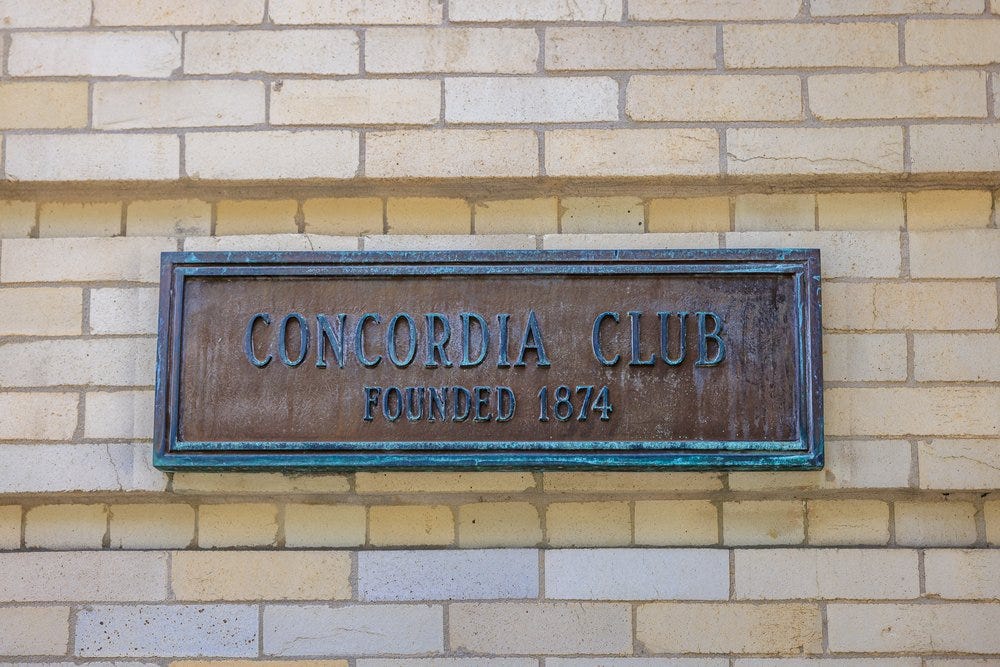 CONCORDIA CLUB
FOUNDED 1874